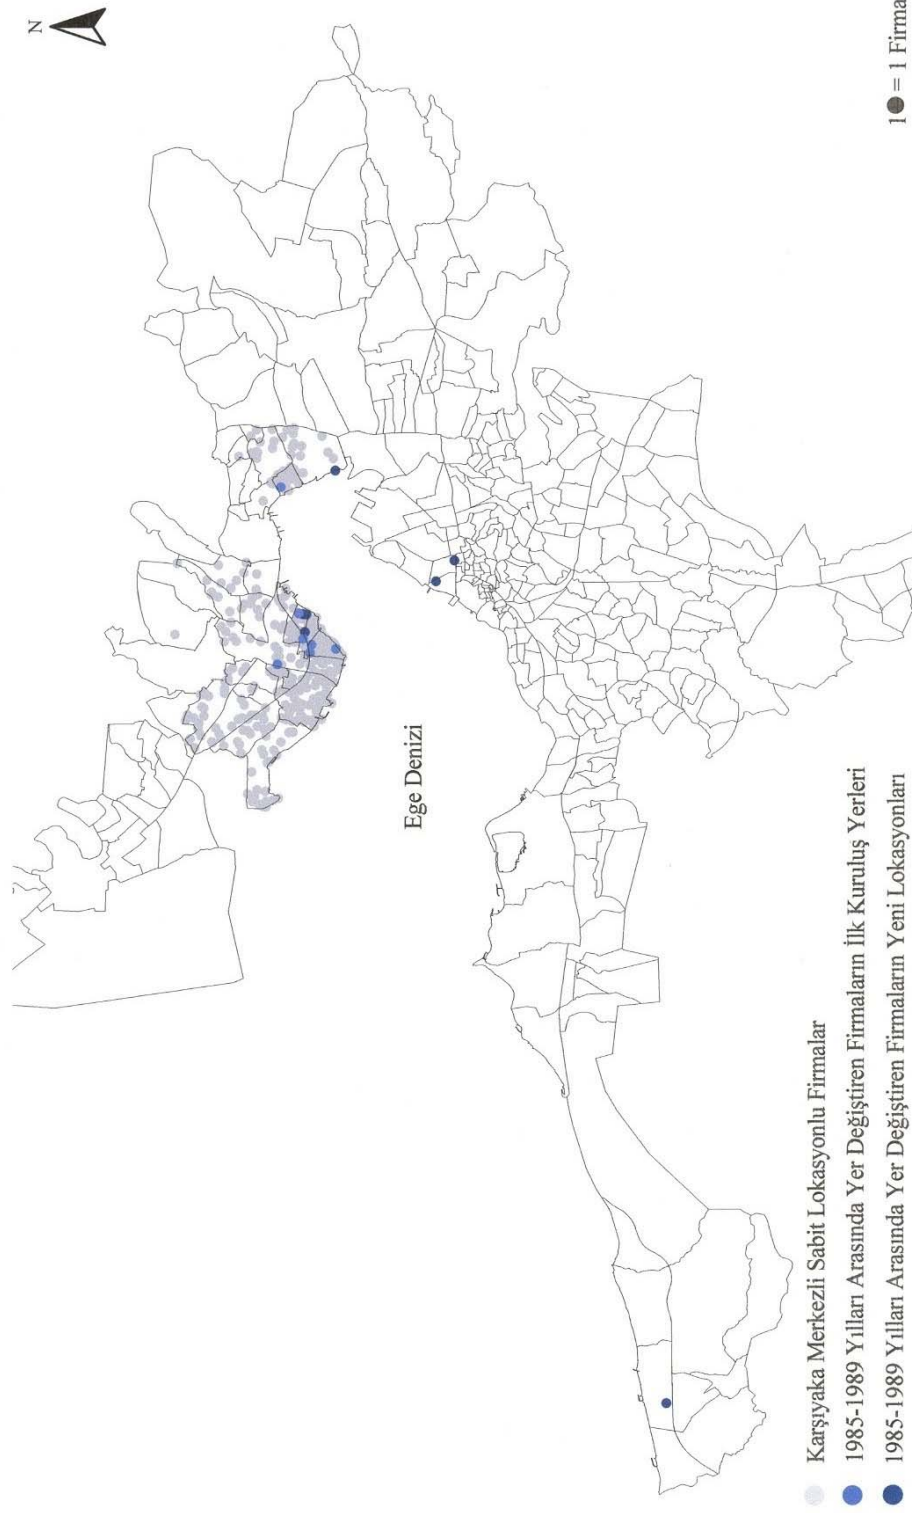 N
Ege Denizi
Karşıyaka Merkezli Sabit Lokasyonlu Firmalar
1985-1989 Yılları Arasında Yer Değiştiren Firmaların İlk Kuruluş Yerleri
1985-1989 Yılları Arasında Yer Değiştiren Firmaların Yeni Lokasyonları
1 = 1 Firma